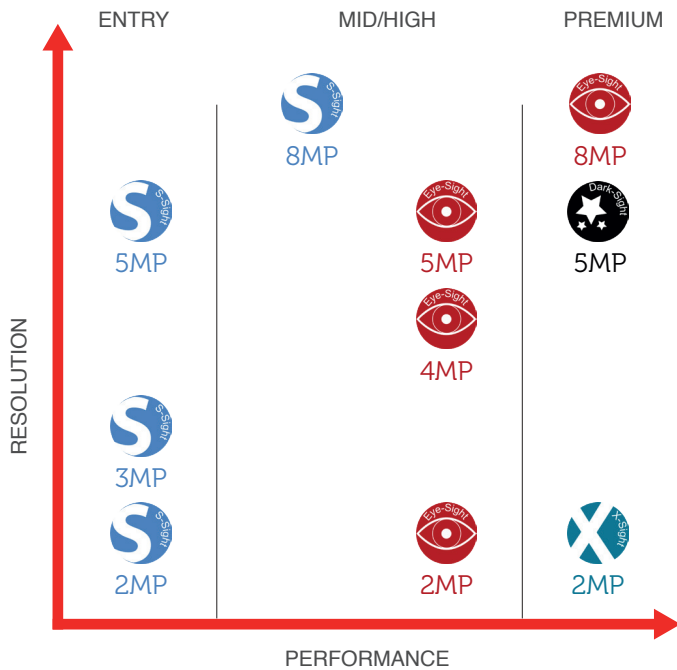 ENTRY
MID/HIGH
PREMIUM
S-Sight
8MP
Eye-Sight
8MP
S-Sight
5MP
Eye-Sight
5MP
Dark-Sight
5MP
Eye-Sight
4MP
S-Sight
3MP
S-Sight
2MP
Eye-Sight
2MP
X-Sight
2MP
RESOLUTION
PERFORMANCE